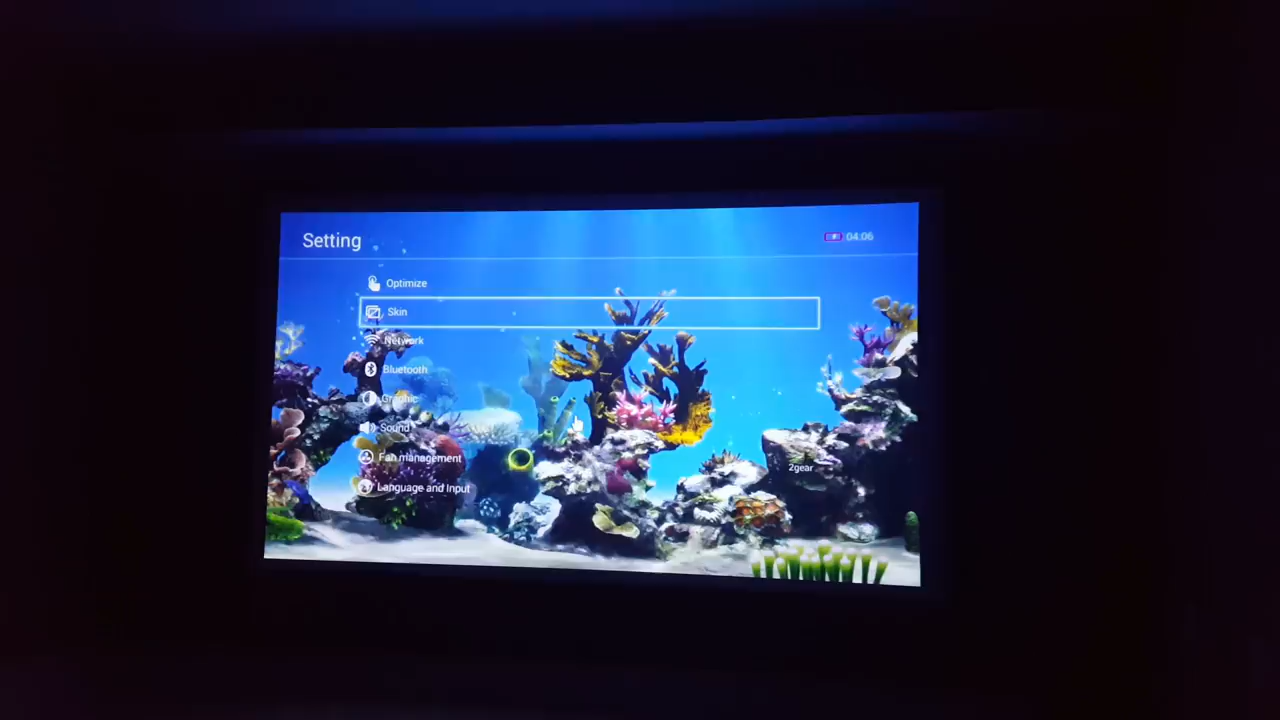 Setting
04:06
Optimize
Skin
Network
Bluetooth
Graphic
Sound
Fan management
2gear
Language and Input